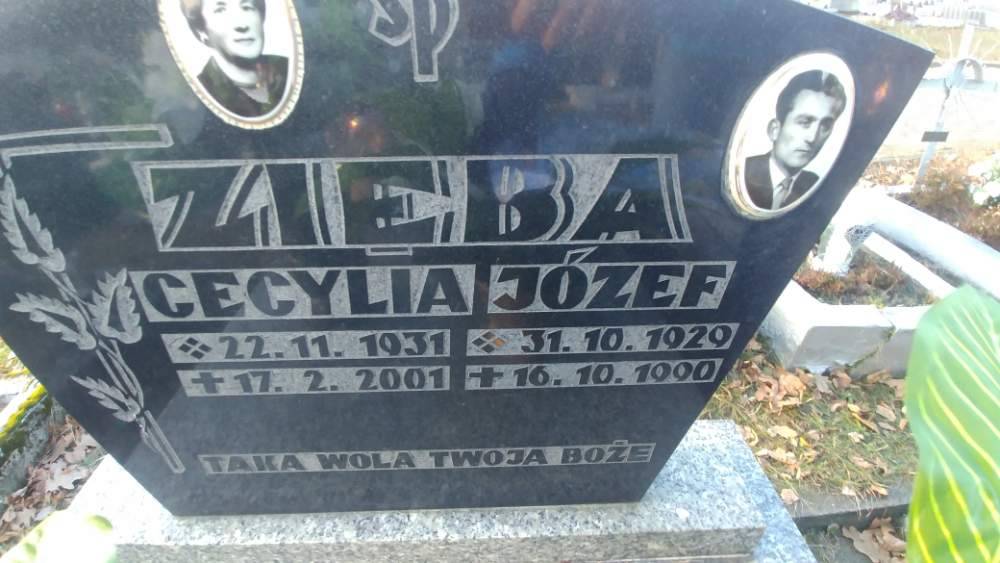 ŚP
ZIĘBA
CECYLIA JÓZEF
22.11.1931 31.10.1929
✝ 17.2.2001 ✝ 16.10.1990
TAKA WOLA TWOJA BOŻE